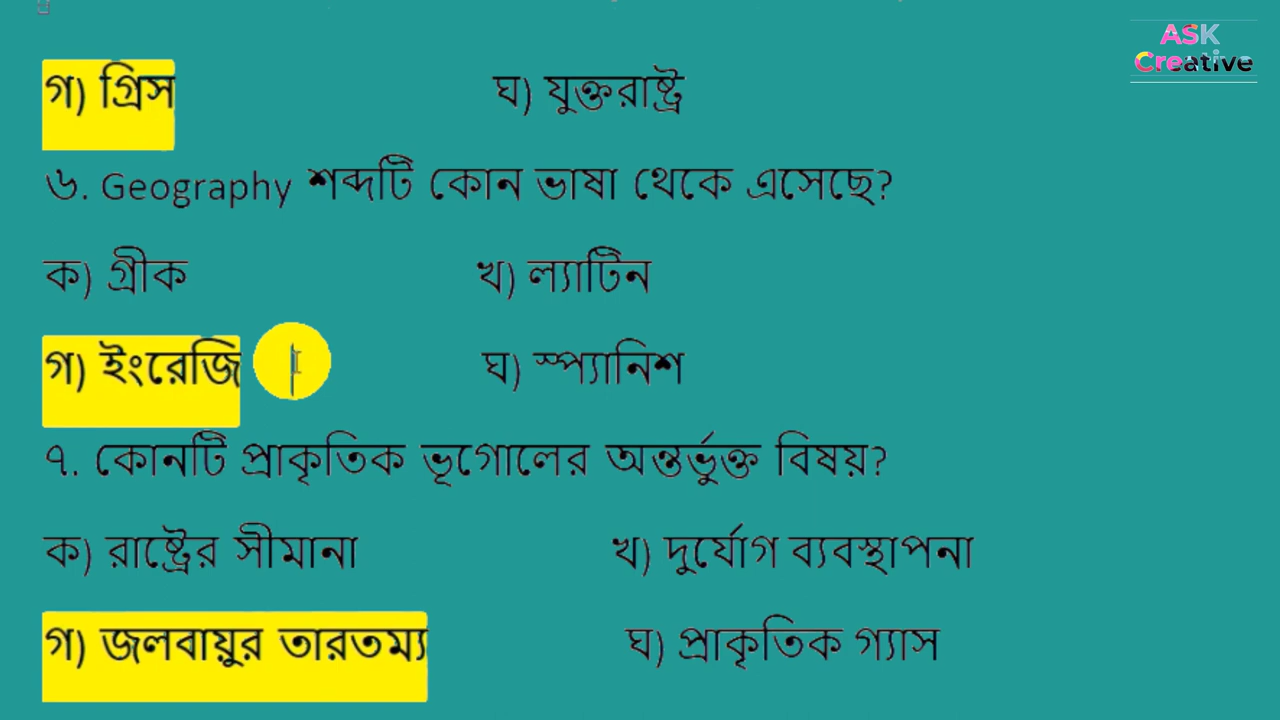 ASK
Creative
গ) গ্রিস ঘ) যুক্তরাষ্ট্র
৬. Geography শব্দটি কোন ভাষা থেকে এসেছে?
ক) গ্রীক খ) ল্যাটিন
গ) ইংরেজি ঘ) স্প্যানিশ
৭. কোনটি প্রাকৃতিক ভূগোলের অন্তর্ভুক্ত বিষয়?
ক) রাষ্ট্রের সীমানা খ) দুর্যোগ ব্যবস্থাপনা
গ) জলবায়ুর তারতম্য ঘ) প্রাকৃতিক গ্যাস